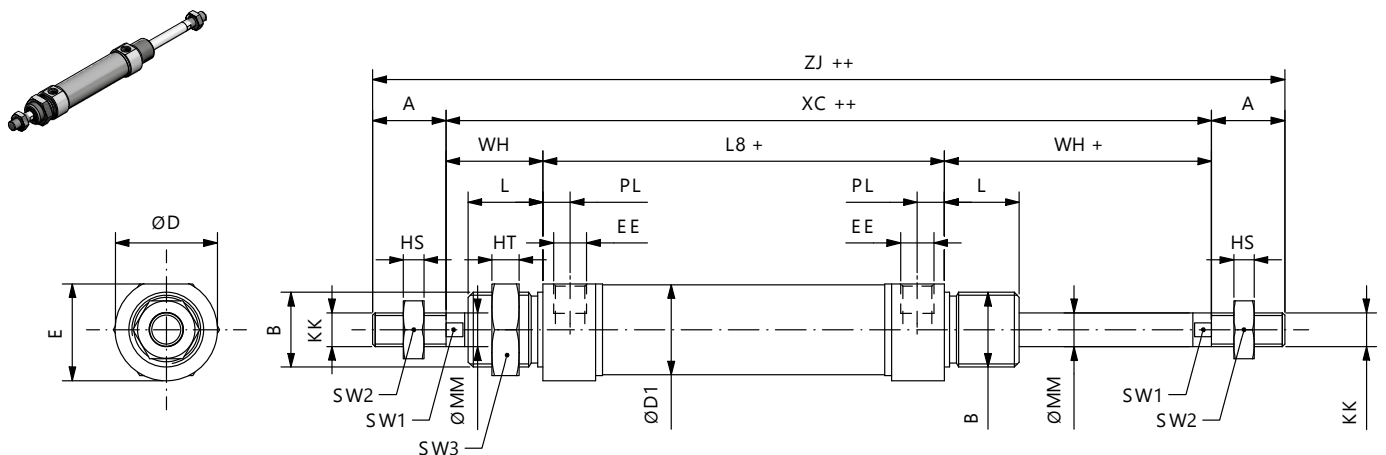 ZJ ++
A XC ++ A
WH L8 + WH +
L PL PL L
ØD EE EE
HS HT HS
E B KK ØMM ØD1 B ØMM KK
SW2 SW1
SW1 SW2
SW3